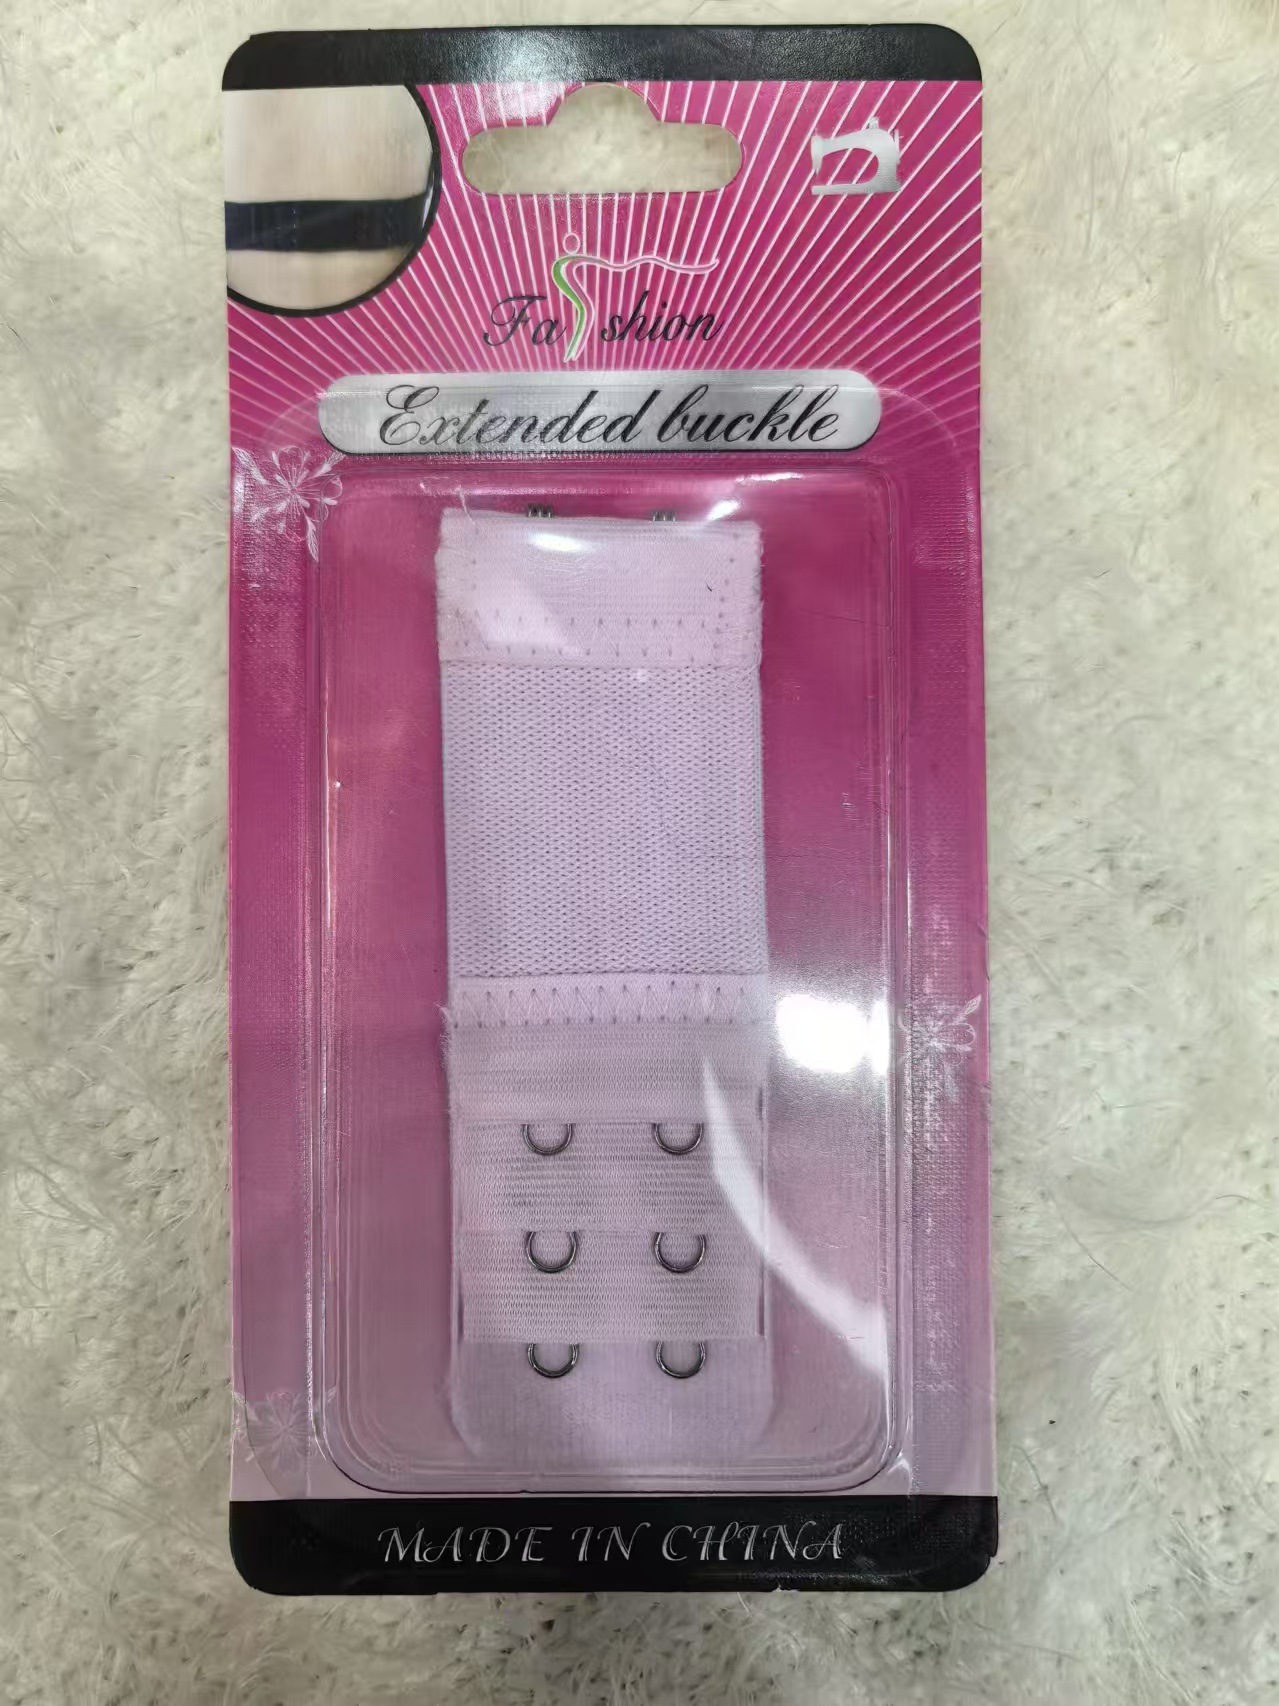 Fashion
Extended buckle
MADE IN CHINA